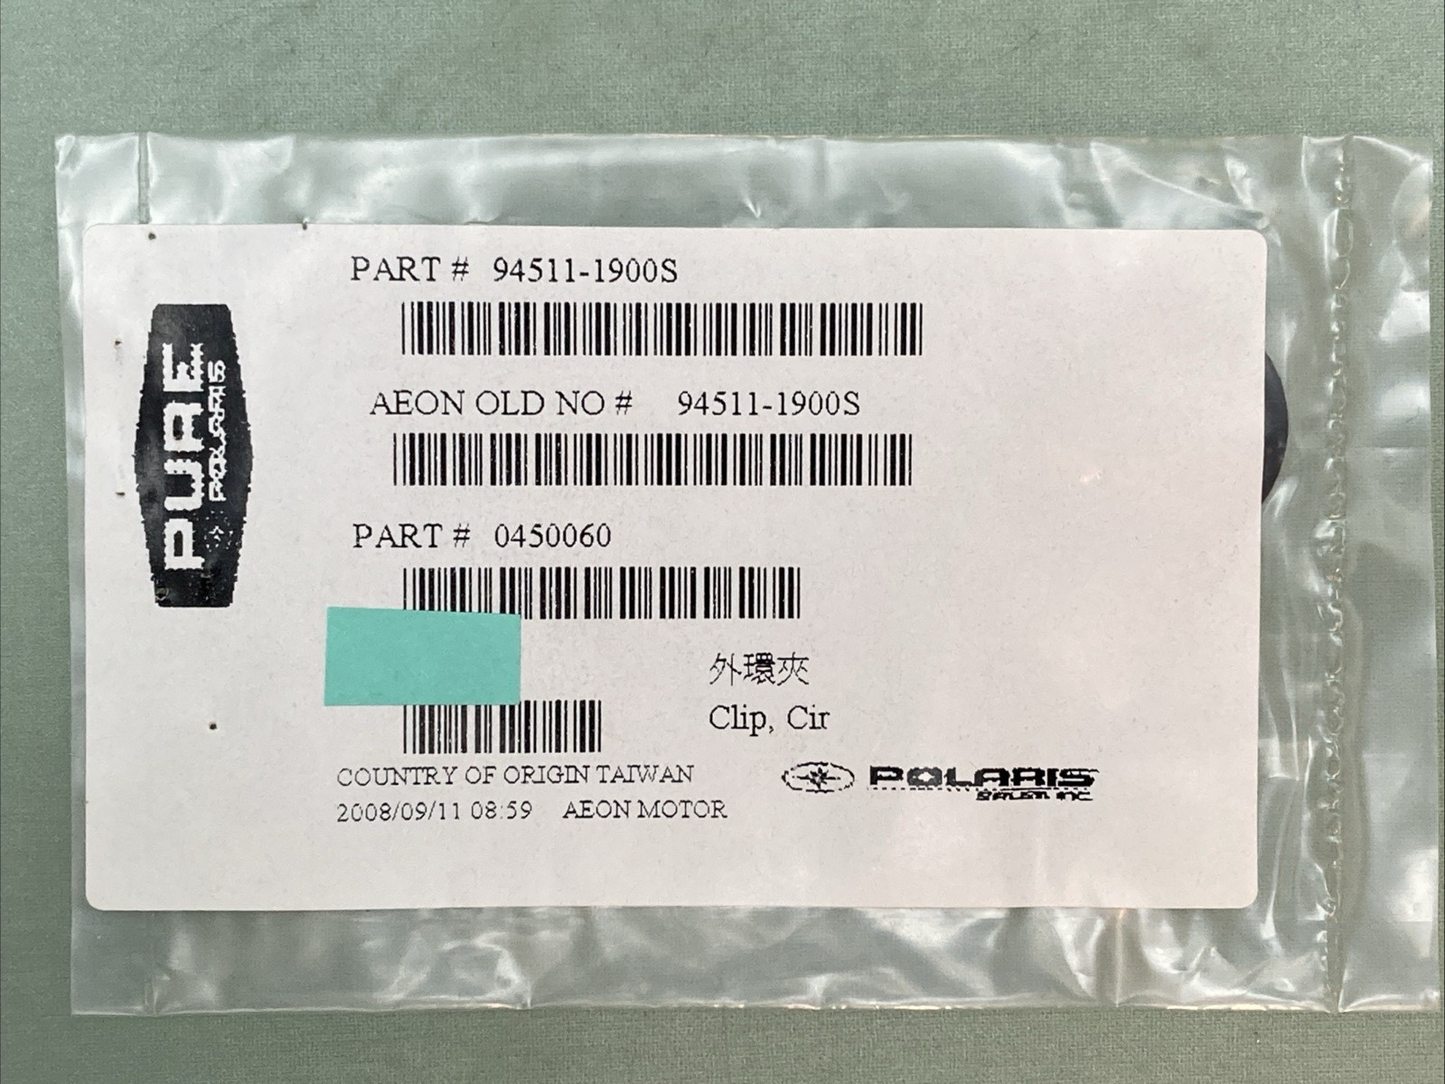 PURE
POLARIS
PART # 94511-1900S
AEON OLD NO # 94511-1900S
PART # 0450060
外環夾
Clip, Cir
COUNTRY OF ORIGIN TAIWAN
2008/09/11 08:59 AEON MOTOR
POLARIS